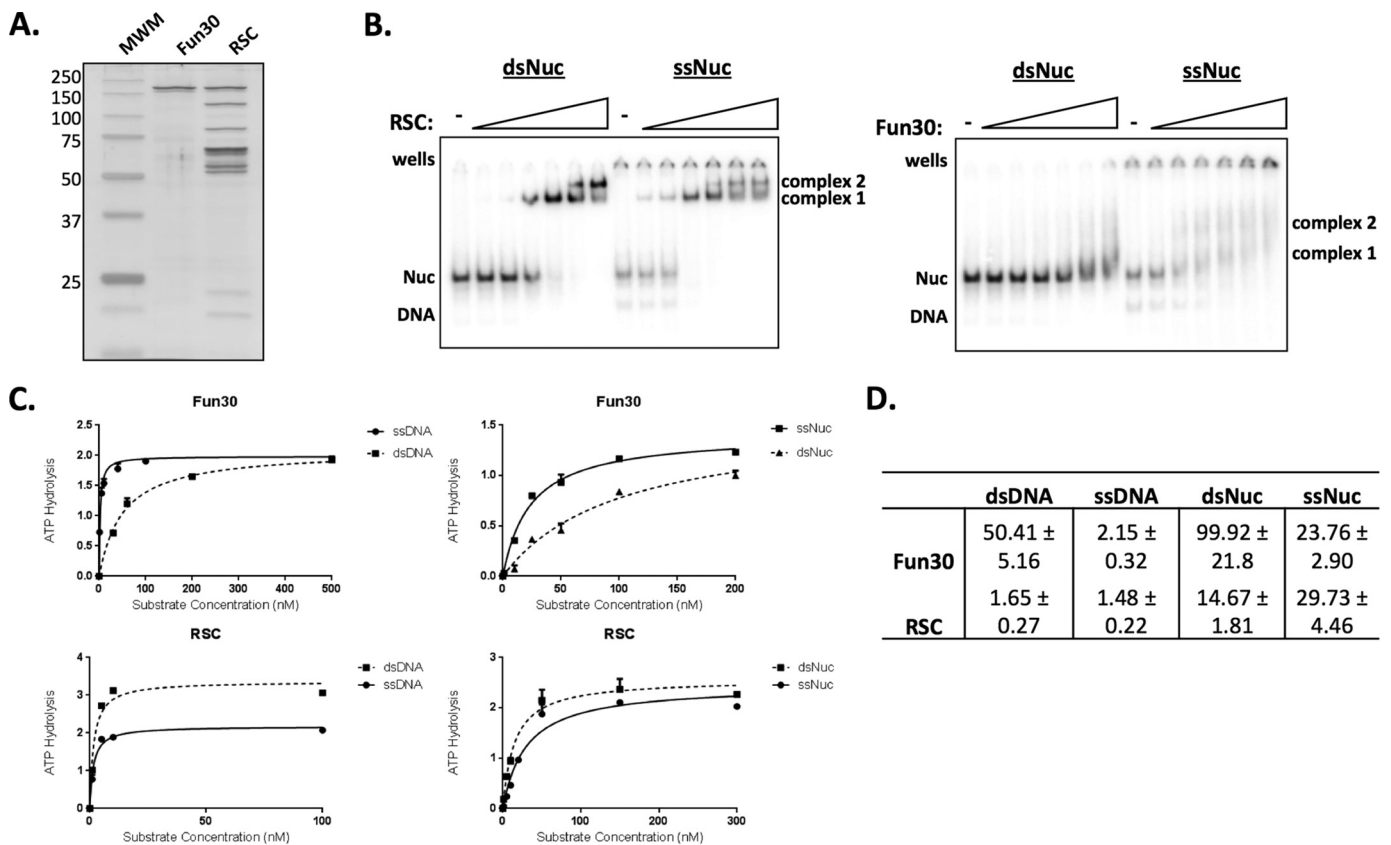 A.
MWM Fun30 RSC
250
150
100
75
50
37
25
B.
dsNuc ssNuc
RSC: - -
wells
complex 2
complex 1
Nuc
DNA
dsNuc ssNuc
Fun30: - -
wells
complex 2
complex 1
Nuc
DNA
C.
Fun30
ssDNA
dsDNA
ATP Hydrolysis
2.5
2.0
1.5
1.0
0.5
0.0
0 100 200 300 400 500
Substrate Concentration (nM)
Fun30
ssNuc
dsNuc
ATP Hydrolysis
1.5
1.0
0.5
0.0
0 50 100 150 200
Substrate Concentration (nM)
RSC
dsDNA
ssDNA
ATP Hydrolysis
4
3
2
1
0
0 50 100
Substrate Concentration (nM)
RSC
dsNuc
ssNuc
ATP Hydrolysis
3
2
1
0
0 100 200 300
Substrate Concentration (nM)
D.
dsDNA ssDNA dsNuc ssNuc
50.41 ± 2.15 ± 99.92 ± 23.76 ±
Fun30 5.16 0.32 21.8 2.90
1.65 ± 1.48 ± 14.67 ± 29.73 ±
RSC 0.27 0.22 1.81 4.46